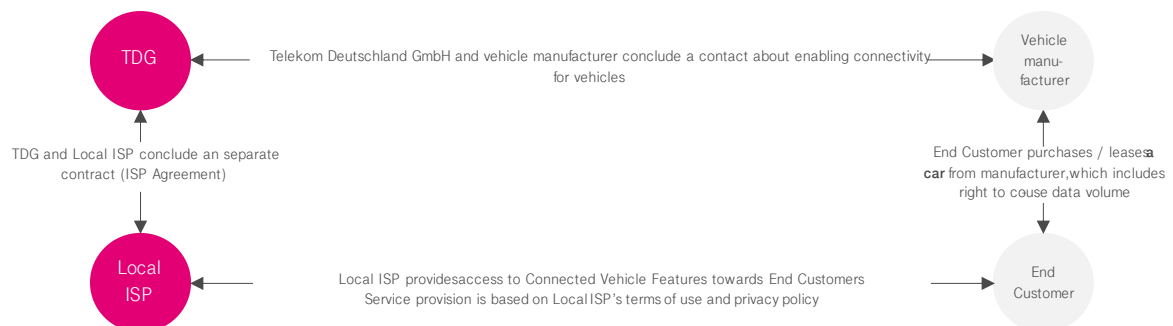 TDG
Telekom Deutschland GmbH and vehicle manufacturer conclude a contact about enabling connectivity
for vehicles
Vehicle
manu-
facturer
TDG and Local ISP conclude an separate
contract (ISP Agreement)
End Customer purchases / leases a
car from manufacturer, which includes
right to co-use data volume
Local
ISP
Local ISP providesaccess to Connected Vehicle Features towards End Customers
Service provision is based on Local ISP's terms of use and privacy policy
End
Customer